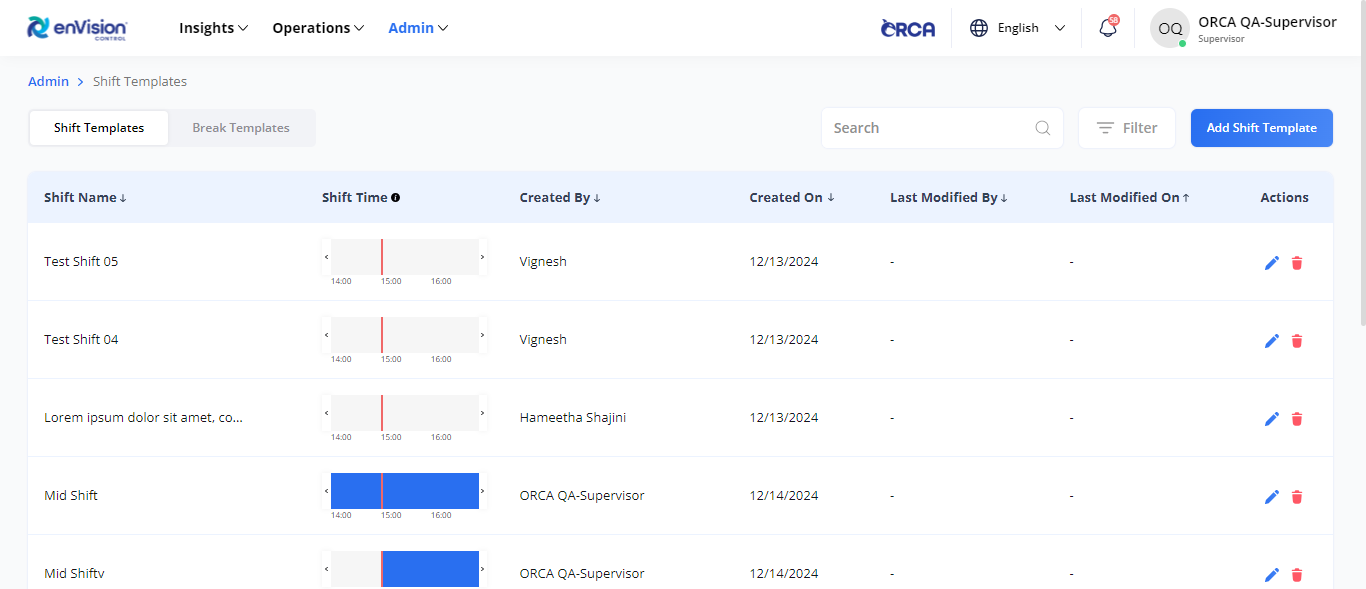 enVision CONTROL Insights Operations Admin ORCA English 58 OQ ORCA QA-Supervisor
Supervisor
Admin > Shift Templates
Shift Templates Break Templates Search Filter Add Shift Template
Shift Name ↓ Shift Time Created By ↓ Created On ↓ Last Modified By ↓ Last Modified On ↑ Actions
Test Shift 05 ‹ › Vignesh 12/13/2024 - -
14:00 15:00 16:00
Test Shift 04 ‹ › Vignesh 12/13/2024 - -
14:00 15:00 16:00
Lorem ipsum dolor sit amet, co... ‹ › Hameetha Shajini 12/13/2024 - -
14:00 15:00 16:00
Mid Shift ‹ › ORCA QA-Supervisor 12/14/2024 - -
14:00 15:00 16:00
Mid Shiftv ‹ › ORCA QA-Supervisor 12/14/2024 - -